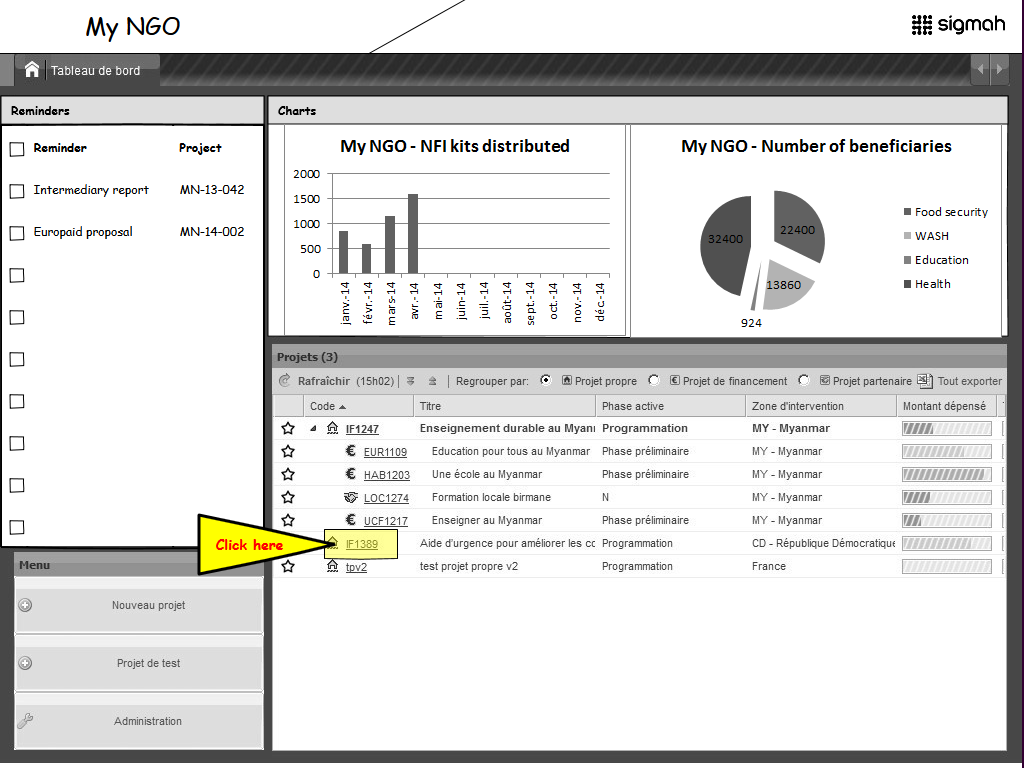 My NGO
sigmah
Tableau de bord
Reminders
Reminder Project
Intermediary report MN-13-042
Europaid proposal MN-14-002
Charts
My NGO - NFI kits distributed
2000
1500
1000
500
0
janv.-14 févr.-14 mars-14 avr.-14 mai-14 juin-14 juil.-14 août-14 sept.-14 oct.-14 nov.-14 déc.-14
My NGO - Number of beneficiaries
32400
22400
13860
924
Food security
WASH
Education
Health
Projets (3)
Rafraîchir (15h02) Regrouper par: Projet propre Projet de financement Projet partenaire Tout exporter
Code Titre Phase active Zone d'intervention Montant dépensé
IF1247 Enseignement durable au Myan Programmation MY - Myanmar
EUR1109 Education pour tous au Myanmar Phase préliminaire MY - Myanmar
HAB1203 Une école au Myanmar Phase préliminaire MY - Myanmar
LOC1274 Formation locale birmane N MY - Myanmar
UCF1217 Enseigner au Myanmar Phase préliminaire MY - Myanmar
Click here
IF1389 Aide d'urgence pour améliorer les co Programmation CD - République Démocratique
tpv2 test projet propre v2 Programmation France
Menu
Nouveau projet
Projet de test
Administration